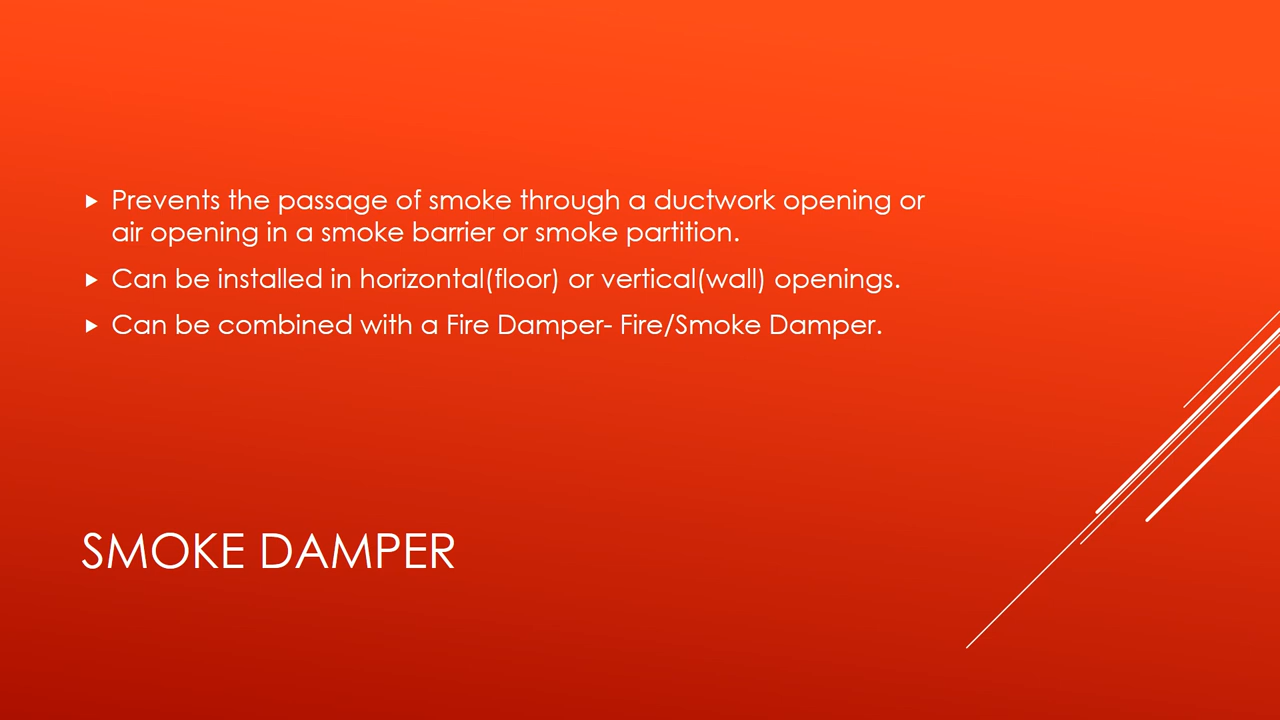 Prevents the passage of smoke through a ductwork opening or
air opening in a smoke barrier or smoke partition.
Can be installed in horizontal(floor) or vertical(wall) openings.
Can be combined with a Fire Damper- Fire/Smoke Damper.
SMOKE DAMPER